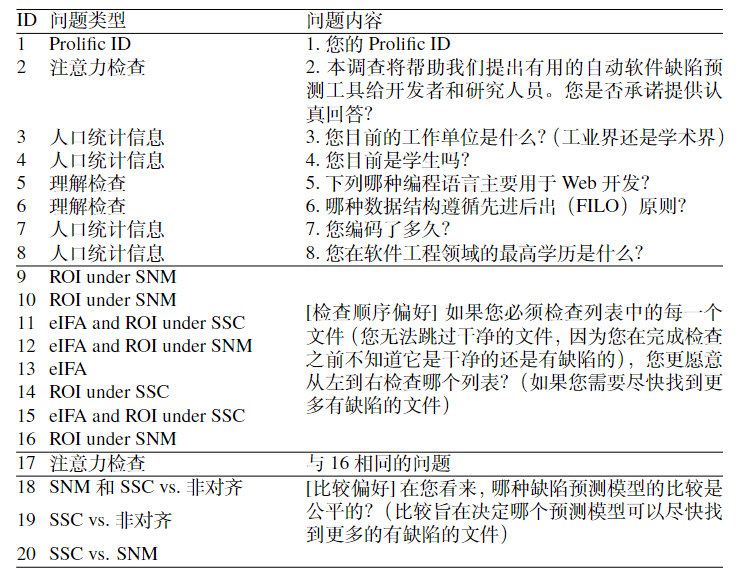 ID 问题类型 问题内容
1 Prolific ID 1. 您的 Prolific ID
2 注意力检查 2. 本调查将帮助我们提出有用的自动软件缺陷预
测工具给开发者和研究人员。您是否承诺提供认
真回答？
3 人口统计信息 3. 您目前的工作单位是什么？（工业界还是学术界）
4 人口统计信息 4. 您目前是学生吗？
5 理解检查 5. 下列哪种编程语言主要用于 Web 开发？
6 理解检查 6. 哪种数据结构遵循先进后出（FILO）原则？
7 人口统计信息 7. 您编码了多久？
8 人口统计信息 8. 您在软件工程领域的最高学历是什么？
9 ROI under SNM
10 ROI under SNM
11 eIFA and ROI under SSC
12 eIFA and ROI under SNM
13 eIFA
14 ROI under SSC
15 eIFA and ROI under SSC
16 ROI under SNM
[检查顺序偏好] 如果您必须检查列表中的每一个
文件（您无法跳过干净的文件，因为您在完成检查
之前不知道它是干净的还是有缺陷的），您更愿意
从左到右检查哪个列表？（如果您需要尽快找到更
多有缺陷的文件）
17 注意力检查 与 16 相同的问题
18 SNM 和 SSC vs. 非对齐
19 SSC vs. 非对齐
20 SSC vs. SNM
[比较偏好] 在您看来，哪种缺陷预测模型的比较是
公平的？（比较旨在决定哪个预测模型可以尽快找
到更多的有缺陷的文件）